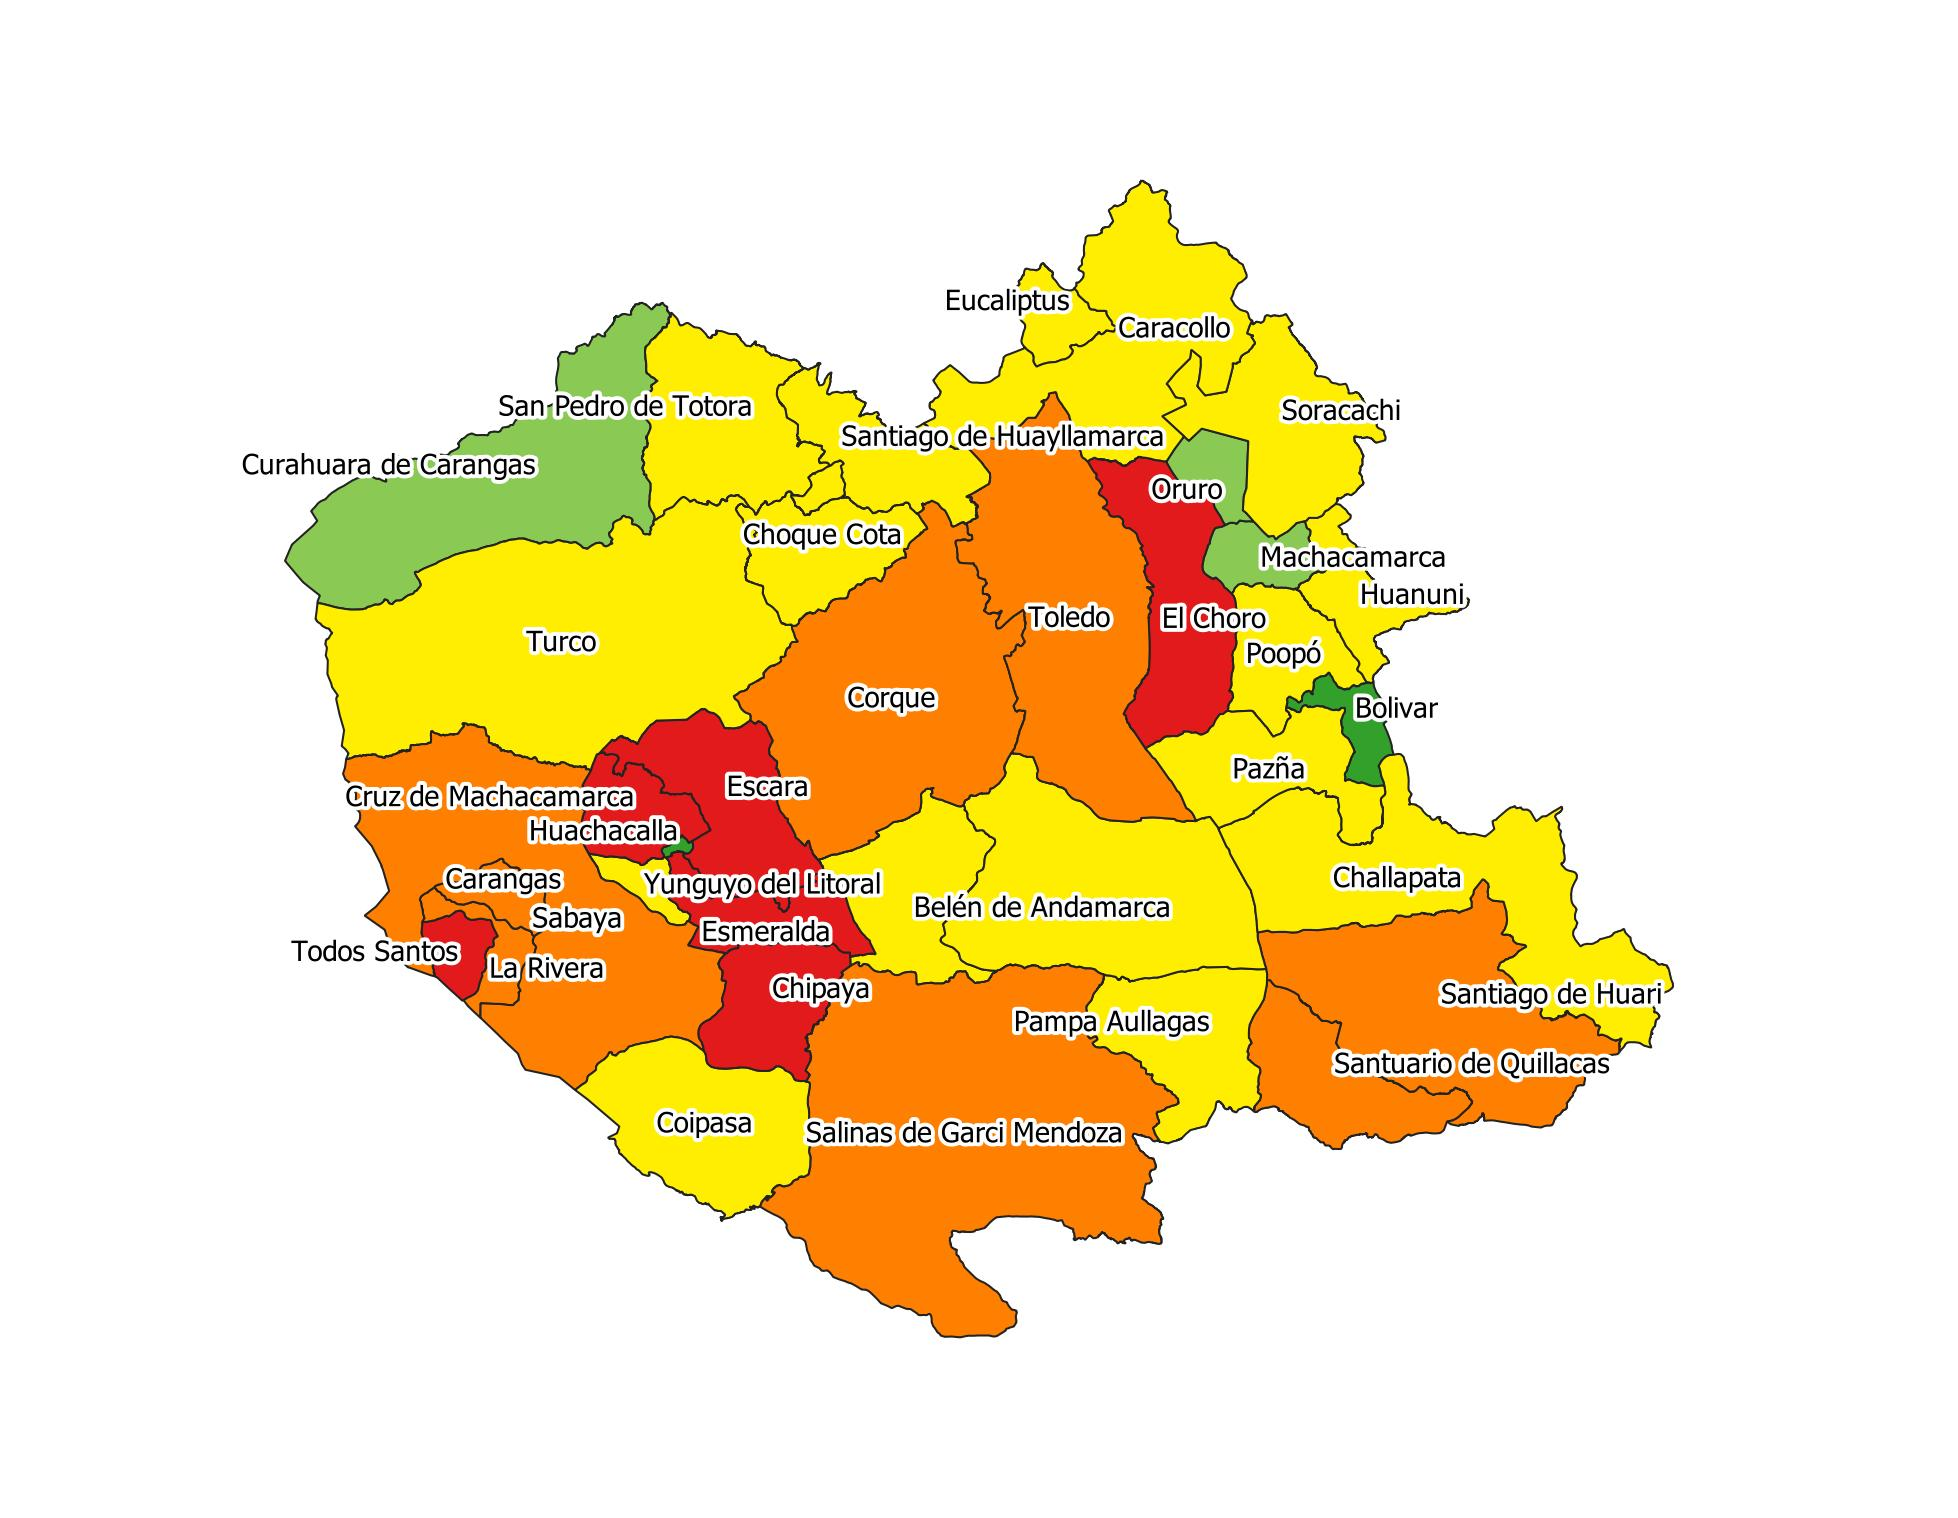 Eucaliptus
Caracollo
San Pedro de Totora
Soracachi
Santiago de Huayllamarca
Curahuara de Carangas
Oruro
Choque Cota
Machacamarca
Huanuni
Toledo
El Choro
Turco
Poopó
Corque
Bolivar
Pazña
Escara
Cruz de Machacamarca
Huachacalla
Challapata
Carangas
Yunguyo del Litoral
Belén de Andamarca
Sabaya
Esmeralda
Todos Santos
La Rivera
Chipaya
Santiago de Huari
Pampa Aullagas
Santuario de Quillacas
Coipasa
Salinas de Garci Mendoza